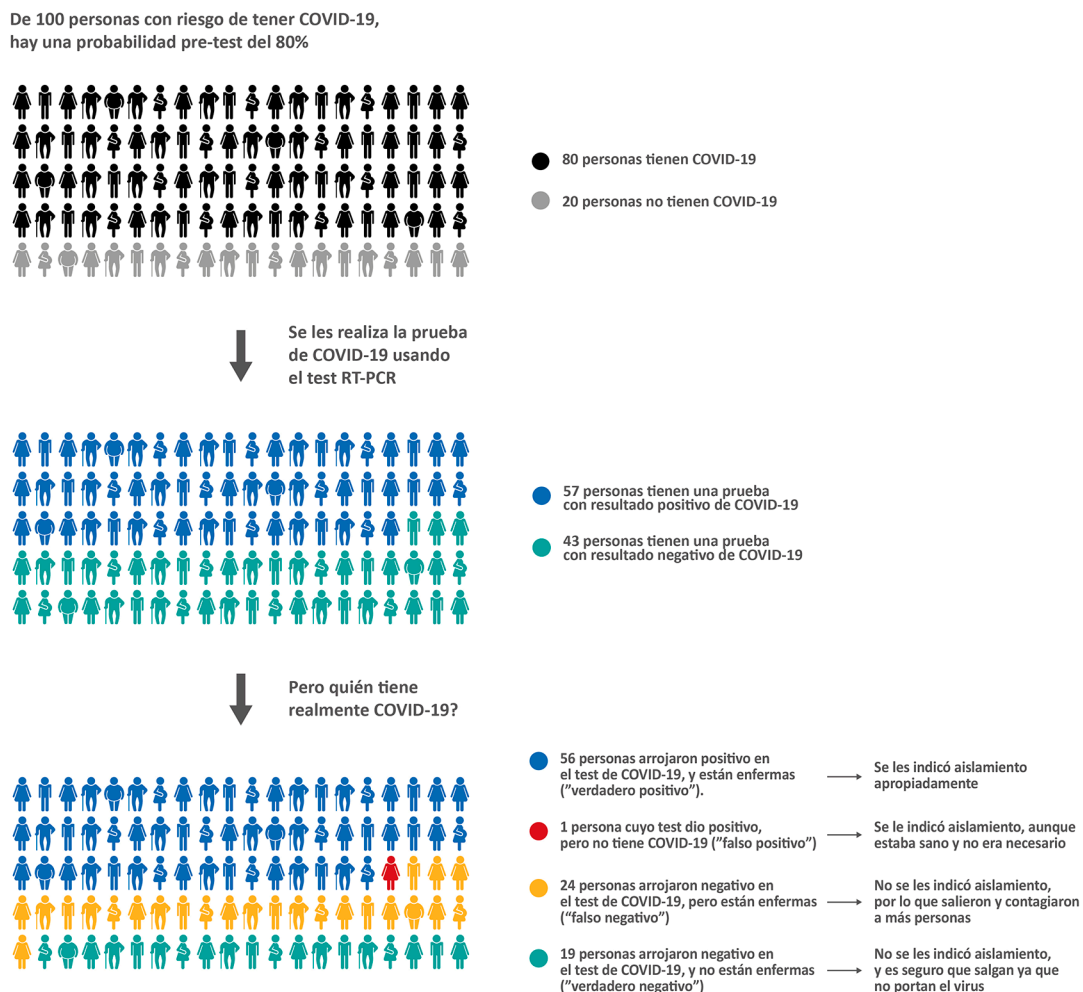 De 100 personas con riesgo de tener COVID-19,
hay una probabilidad pre-test del 80%
80 personas tienen COVID-19
20 personas no tienen COVID-19
Se les realiza la prueba
de COVID-19 usando
el test RT-PCR
57 personas tienen una prueba
con resultado positivo de COVID-19
43 personas tienen una prueba
con resultado negativo de COVID-19
Pero quién tiene
realmente COVID-19?
56 personas arrojaron positivo en
el test de COVID-19, y están enfermas
("verdadero positivo").
Se les indicó aislamiento
apropiadamente
1 persona cuyo test dio positivo,
pero no tiene COVID-19 ("falso positivo")
Se le indicó aislamiento, aunque
estaba sano y no era necesario
24 personas arrojaron negativo en
el test de COVID-19, pero están enfermas
("falso negativo")
No se les indicó aislamiento,
por lo que salieron y contagiaron
a más personas
19 personas arrojaron negativo en
el test de COVID-19, y no están enfermas
("verdadero negativo")
No se les indicó aislamiento,
y es seguro que salgan ya que
no portan el virus